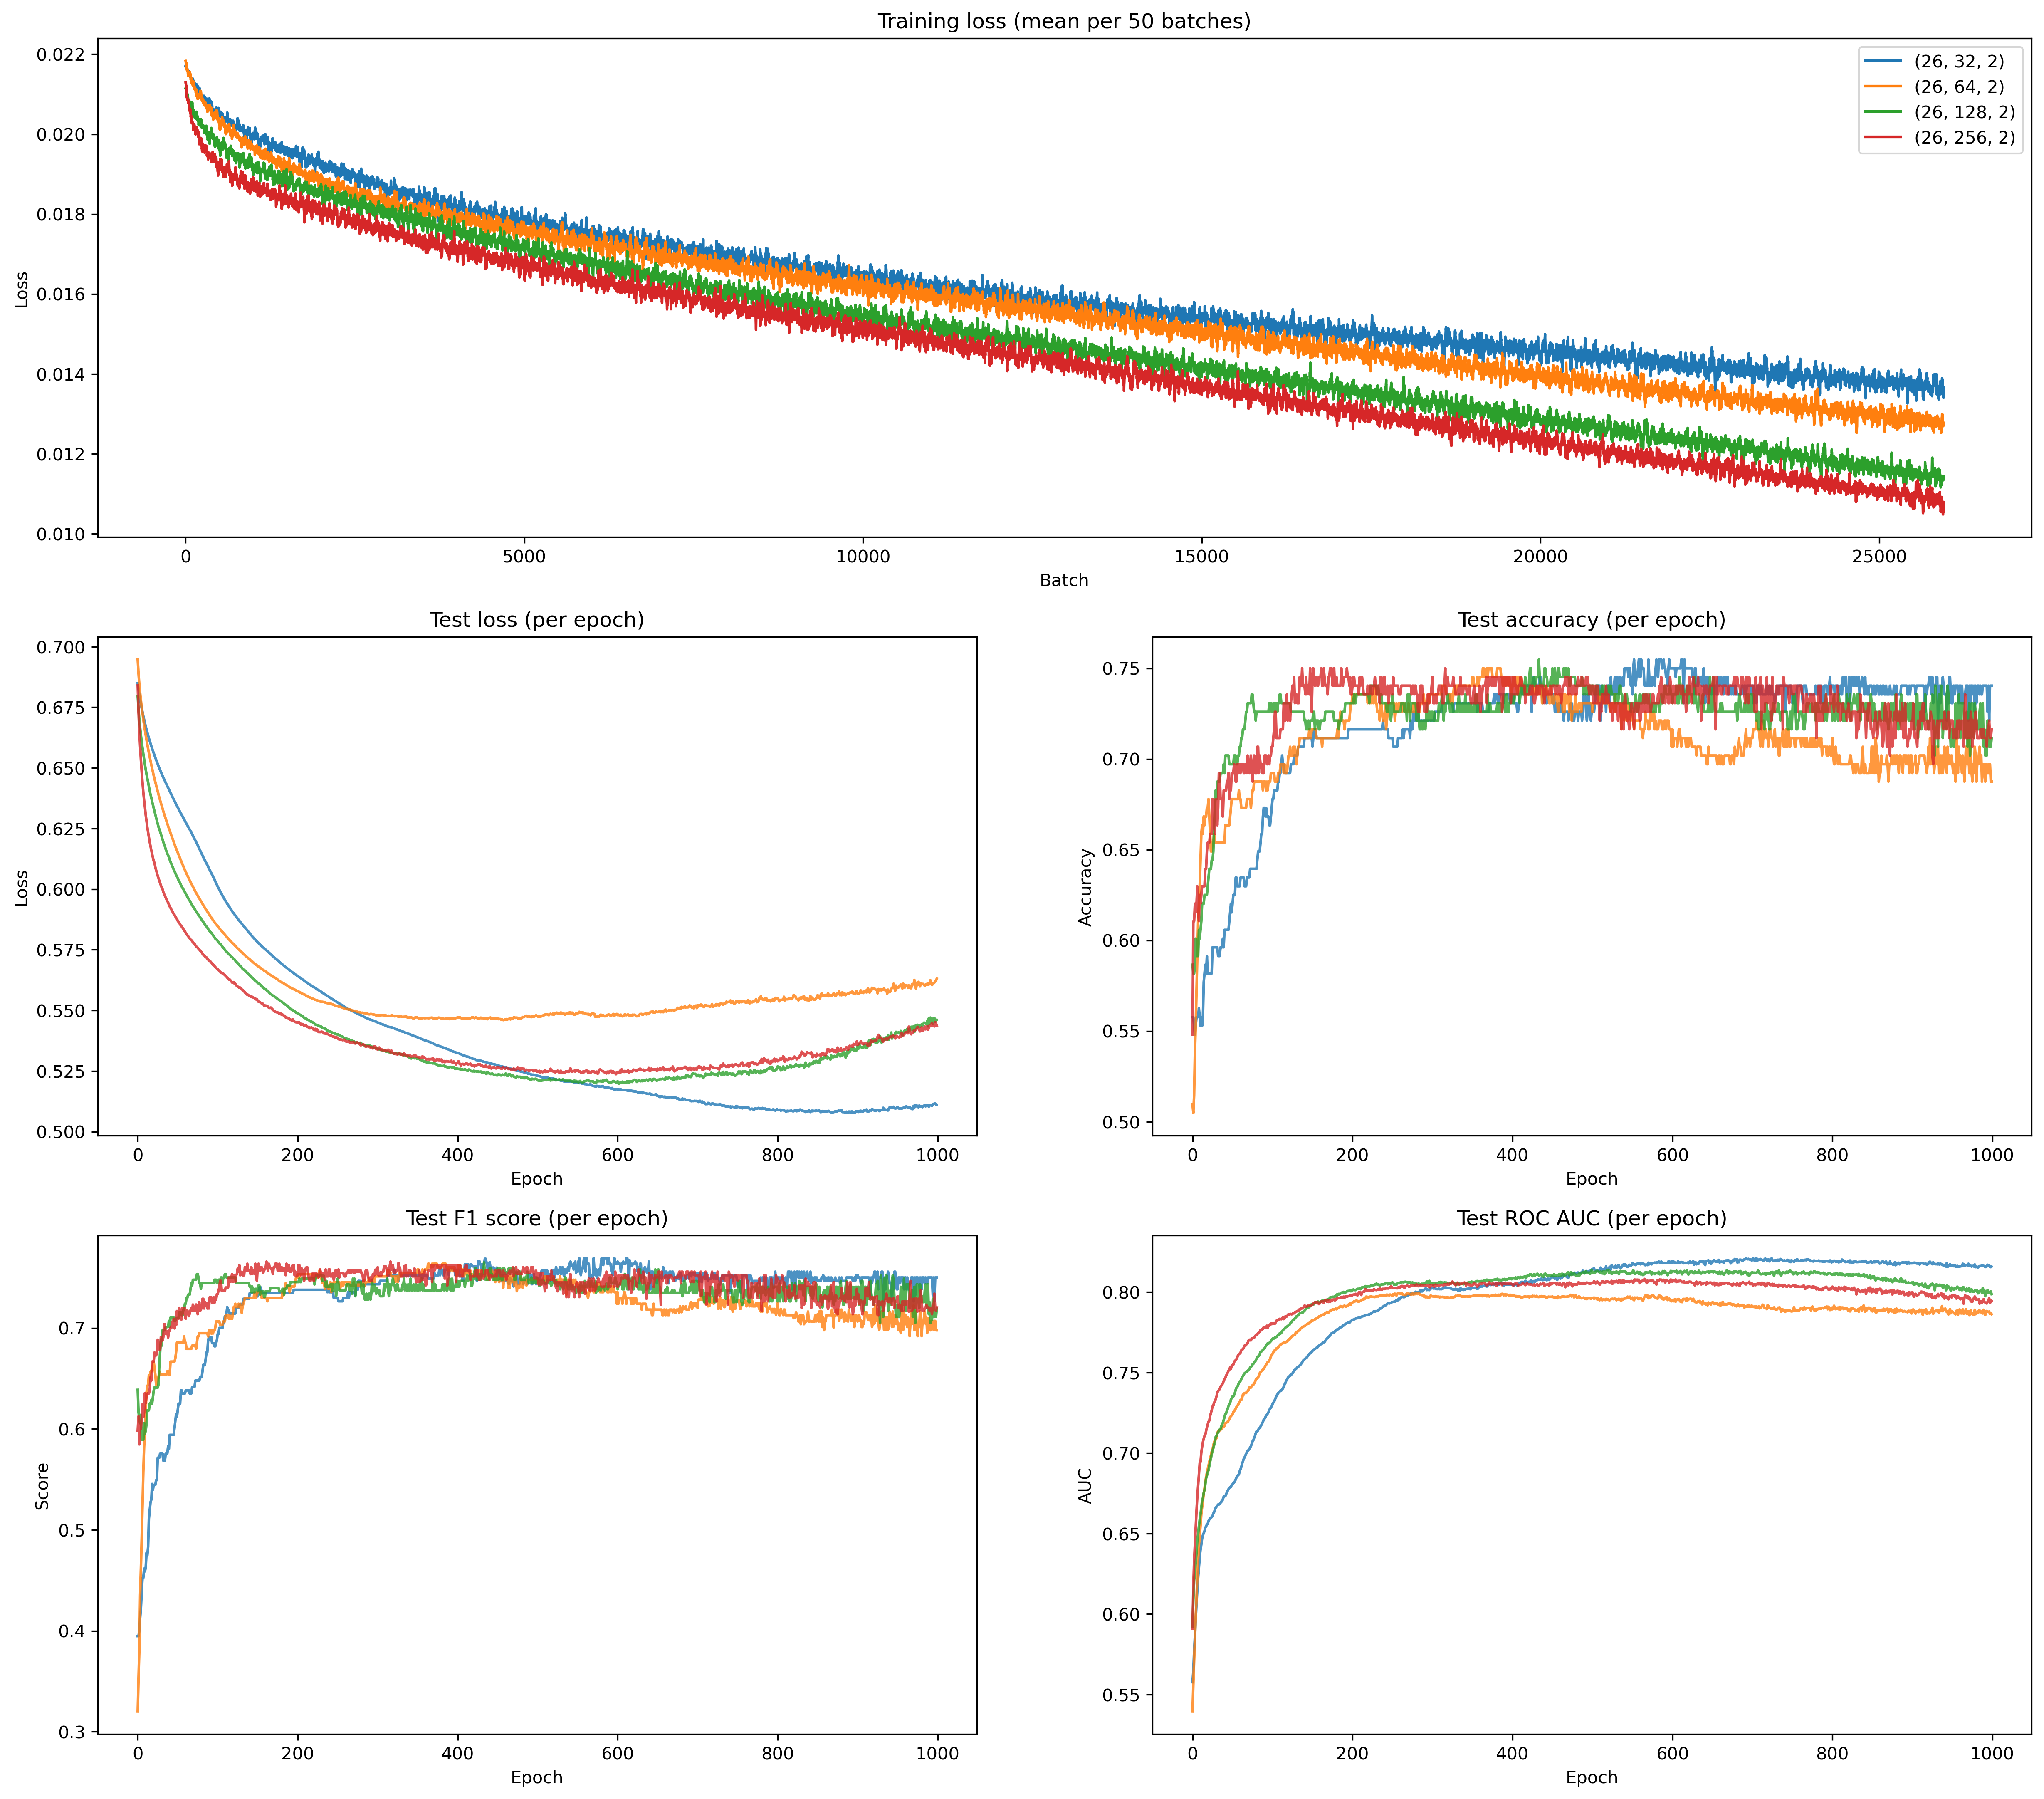 Training loss (mean per 50 batches)
0.022
0.020
0.018
0.016
0.014
0.012
0.010
Loss
(26, 32, 2)
(26, 64, 2)
(26, 128, 2)
(26, 256, 2)
0 5000 10000 15000 20000 25000
Batch
Test loss (per epoch)
0.700
0.675
0.650
0.625
0.600
0.575
0.550
0.525
0.500
Loss
0 200 400 600 800 1000
Epoch
Test accuracy (per epoch)
0.75
0.70
0.65
0.60
0.55
0.50
Accuracy
0 200 400 600 800 1000
Epoch
Test F1 score (per epoch)
0.7
0.6
0.5
0.4
0.3
Score
0 200 400 600 800 1000
Epoch
Test ROC AUC (per epoch)
0.80
0.75
0.70
0.65
0.60
0.55
AUC
0 200 400 600 800 1000
Epoch